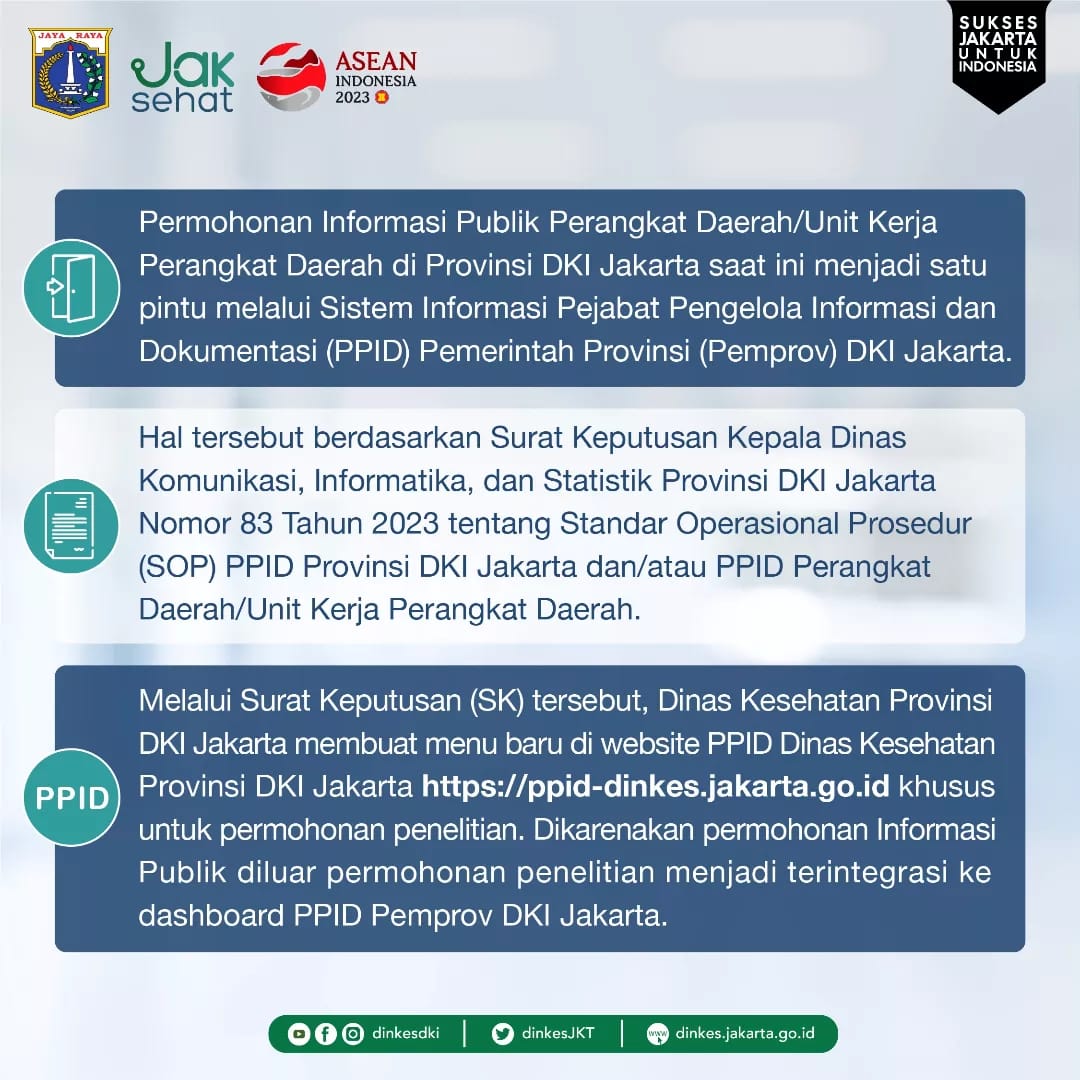 JAYA RAYA
Jak
sehat
ASEAN
INDONESIA
2023
SUKSES
JAKARTA
UNTUK
INDONESIA
Permohonan Informasi Publik Perangkat Daerah/Unit Kerja
Perangkat Daerah di Provinsi DKI Jakarta saat ini menjadi satu
pintu melalui Sistem Informasi Pejabat Pengelola Informasi dan
Dokumentasi (PPID) Pemerintah Provinsi (Pemprov) DKI Jakarta.
Hal tersebut berdasarkan Surat Keputusan Kepala Dinas
Komunikasi, Informatika, dan Statistik Provinsi DKI Jakarta
Nomor 83 Tahun 2023 tentang Standar Operasional Prosedur
(SOP) PPID Provinsi DKI Jakarta dan/atau PPID Perangkat
Daerah/Unit Kerja Perangkat Daerah.
PPID
Melalui Surat Keputusan (SK) tersebut, Dinas Kesehatan Provinsi
DKI Jakarta membuat menu baru di website PPID Dinas Kesehatan
Provinsi DKI Jakarta https://ppid-dinkes.jakarta.go.id khusus
untuk permohonan penelitian. Dikarenakan permohonan Informasi
Publik diluar permohonan penelitian menjadi terintegrasi ke
dashboard PPID Pemprov DKI Jakarta.
dinkesdki
dinkesJKT
www
dinkes.jakarta.go.id